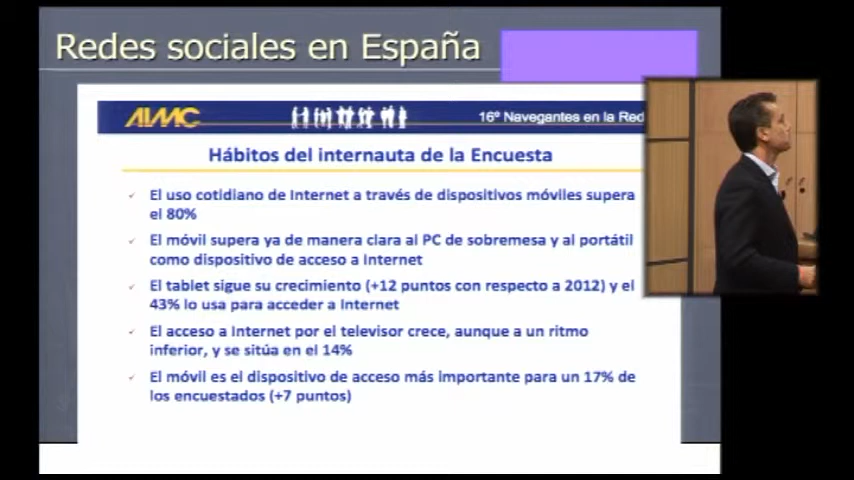 Redes sociales en España
AIMC
16º Navegantes en la Red
Hábitos del internauta de la Encuesta
El uso cotidiano de Internet a través de dispositivos móviles supera
el 80%
El móvil supera ya de manera clara al PC de sobremesa y al portátil
como dispositivo de acceso a Internet
El tablet sigue su crecimiento (+12 puntos con respecto a 2012) y el
43% lo usa para acceder a Internet
El acceso a Internet por el televisor crece, aunque a un ritmo
inferior, y se sitúa en el 14%
El móvil es el dispositivo de acceso más importante para un 17% de
los encuestados (+7 puntos)